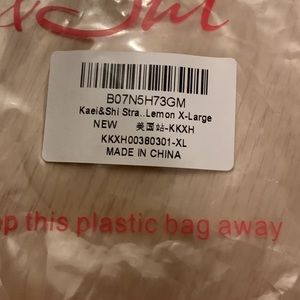 & Shi
B07N5H73GM
Kaei&Shi Stra..Lemon X-Large
NEW 美国站-KKXH
KKXH00380301-XL
MADE IN CHINA
p this plastic bag away